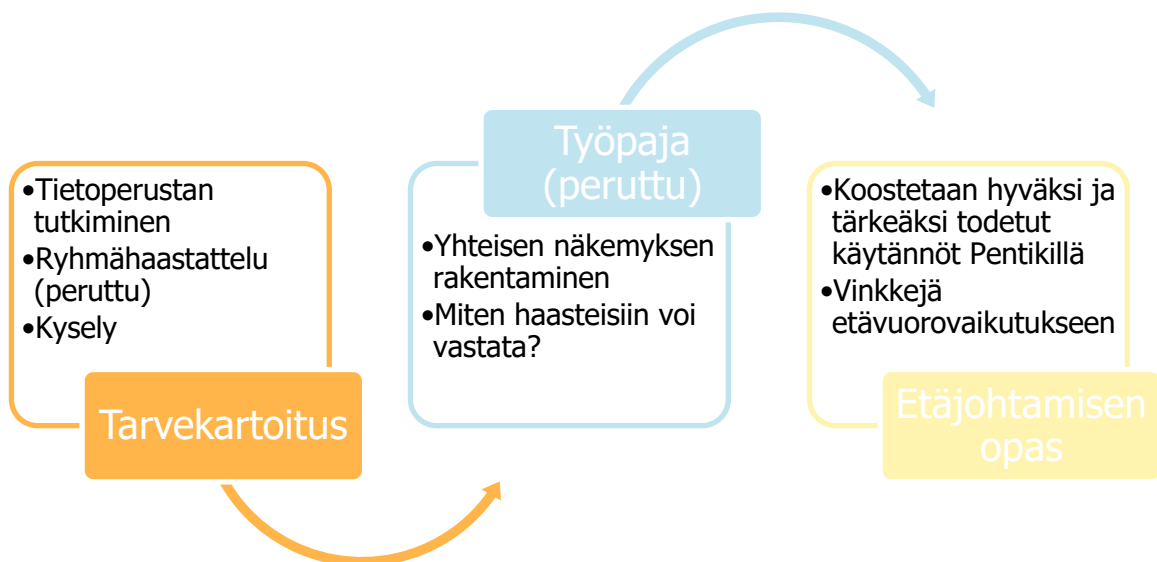 •Tietoperustan
tutkiminen
•Ryhmähaastattelu
(peruttu)
•Kysely
Tarvekartoitus
Työpaja
(peruttu)
•Yhteisen näkemyksen
rakentaminen
•Miten haasteisiin voi
vastata?
•Koostetaan hyväksi ja
tärkeäksi todetut
käytännöt Pentikillä
•Vinkkejä
etävuorovaikutukseen
Etäjohtamisen
opas